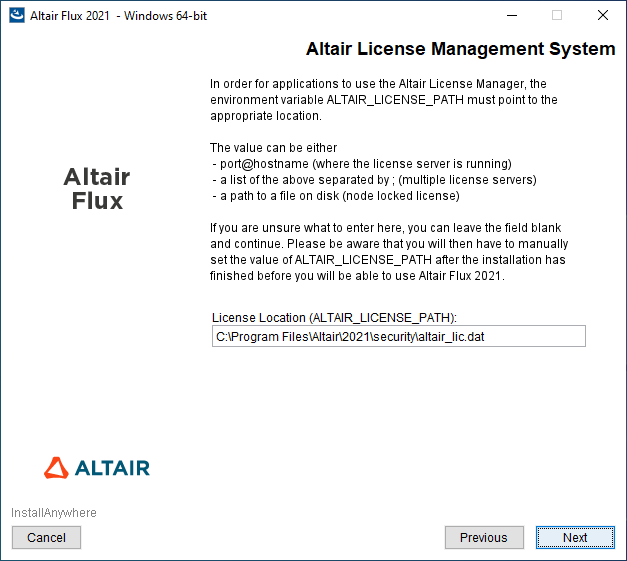 Altair Flux 2021  - Windows 64-bit
Altair License Management System
In order for applications to use the Altair License Manager, the
environment variable ALTAIR_LICENSE_PATH must point to the
appropriate location.
The value can be either
- port@hostname (where the license server is running)
- a list of the above separated by ; (multiple license servers)
- a path to a file on disk (node locked license)
If you are unsure what to enter here, you can leave the field blank
and continue. Please be aware that you will then have to manually
set the value of ALTAIR_LICENSE_PATH after the installation has
finished before you will be able to use Altair Flux 2021.
Altair
Flux
License Location (ALTAIR_LICENSE_PATH):
C:\Program Files\Altair\2021\security\altair_lic.dat
ALTAIR
InstallAnywhere
Cancel
Previous
Next